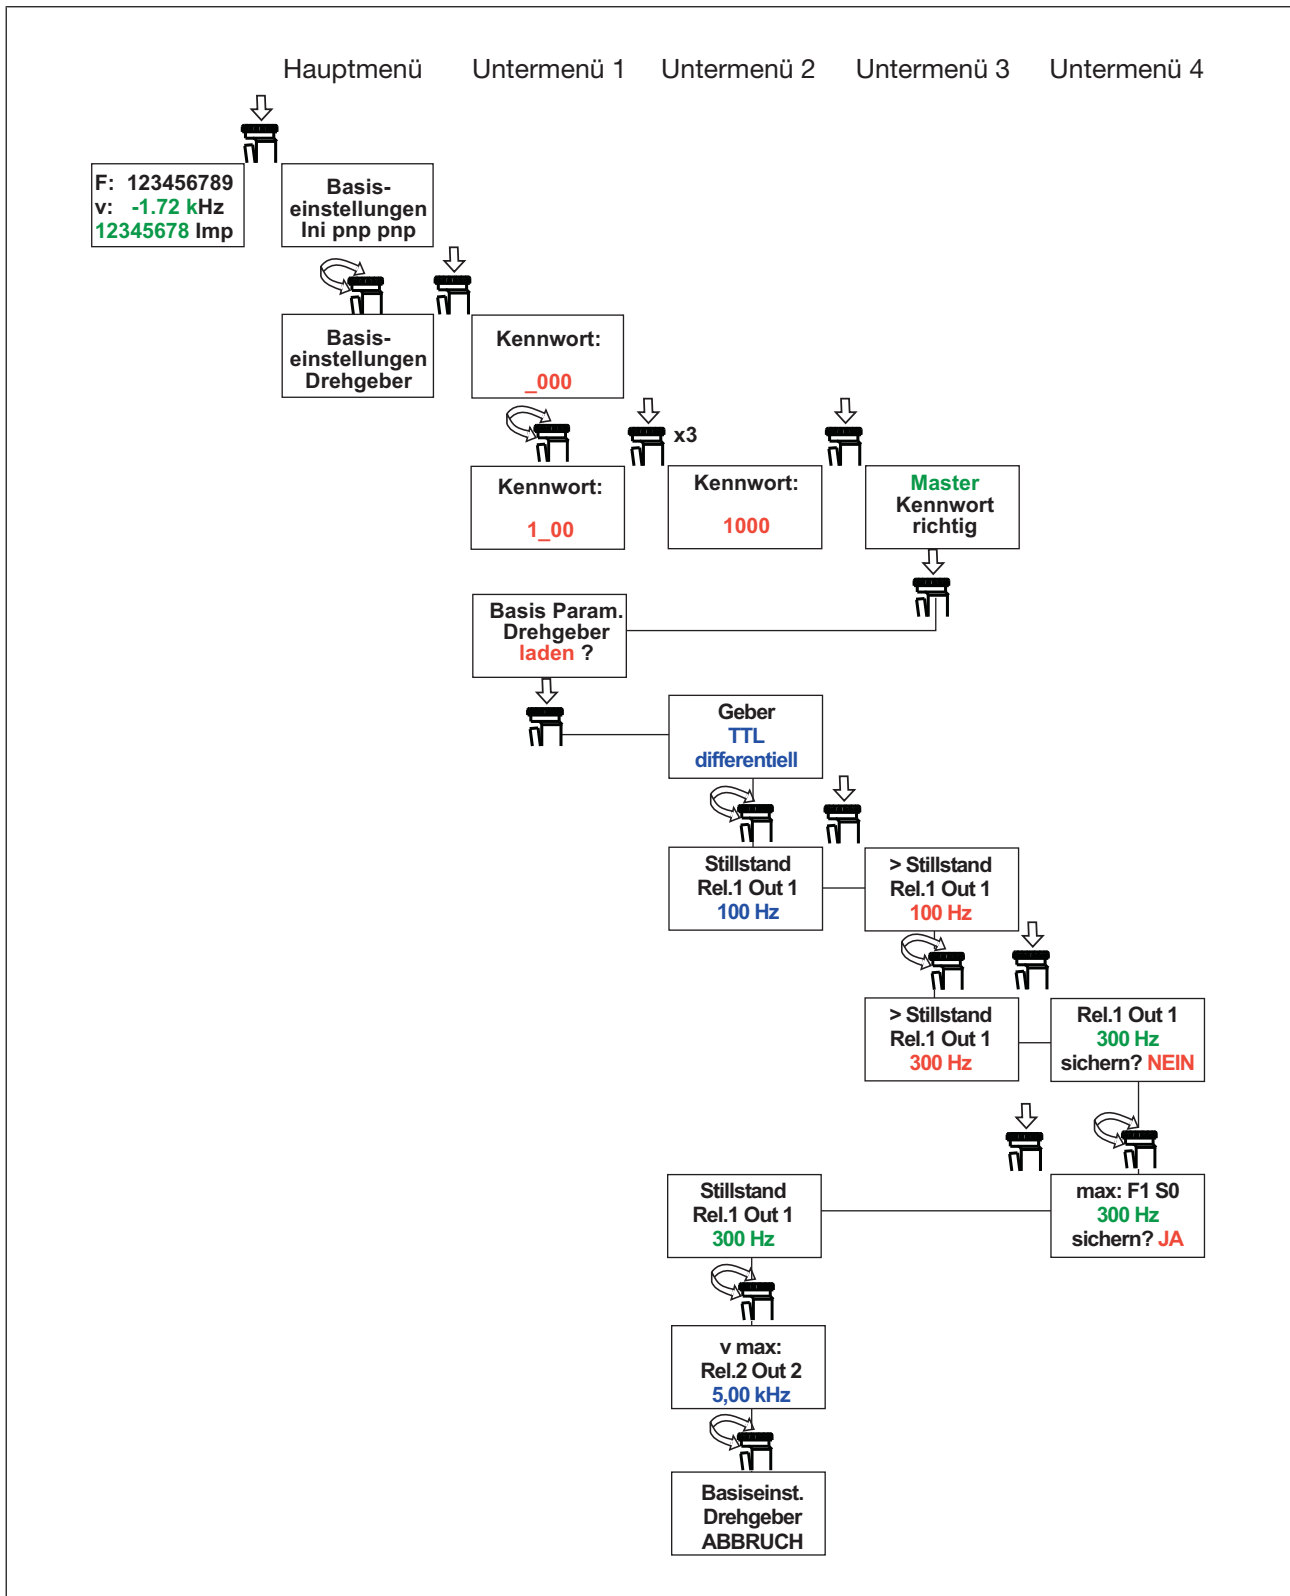 Hauptmenü Untermenü 1 Untermenü 2 Untermenü 3 Untermenü 4
F: 123456789
v: -1.72 kHz
12345678 Imp
Basis-
einstellungen
Ini pnp pnp
Basis-
einstellungen
Drehgeber
Kennwort:
_000
x3
Kennwort:
1_00
Kennwort:
1000
Master
Kennwort
richtig
Basis Param.
Drehgeber
laden ?
Geber
TTL
differentiell
Stillstand
Rel.1 Out 1
100 Hz
> Stillstand
Rel.1 Out 1
100 Hz
> Stillstand
Rel.1 Out 1
300 Hz
Rel.1 Out 1
300 Hz
sichern? NEIN
max: F1 S0
300 Hz
sichern? JA
Stillstand
Rel.1 Out 1
300 Hz
v max:
Rel.2 Out 2
5,00 kHz
Basiseinst.
Drehgeber
ABBRUCH